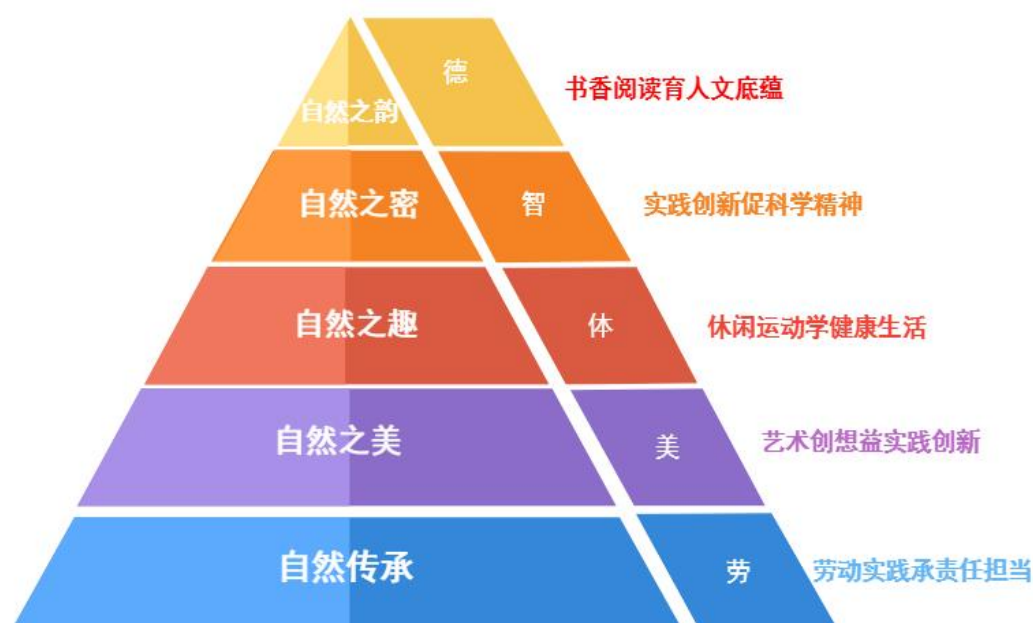 德
书香阅读育人文底蕴
自然之韵
自然之密
智
实践创新促科学精神
自然之趣
体
休闲运动学健康生活
自然之美
美
艺术创想益实践创新
自然传承
劳
劳动实践承责任担当